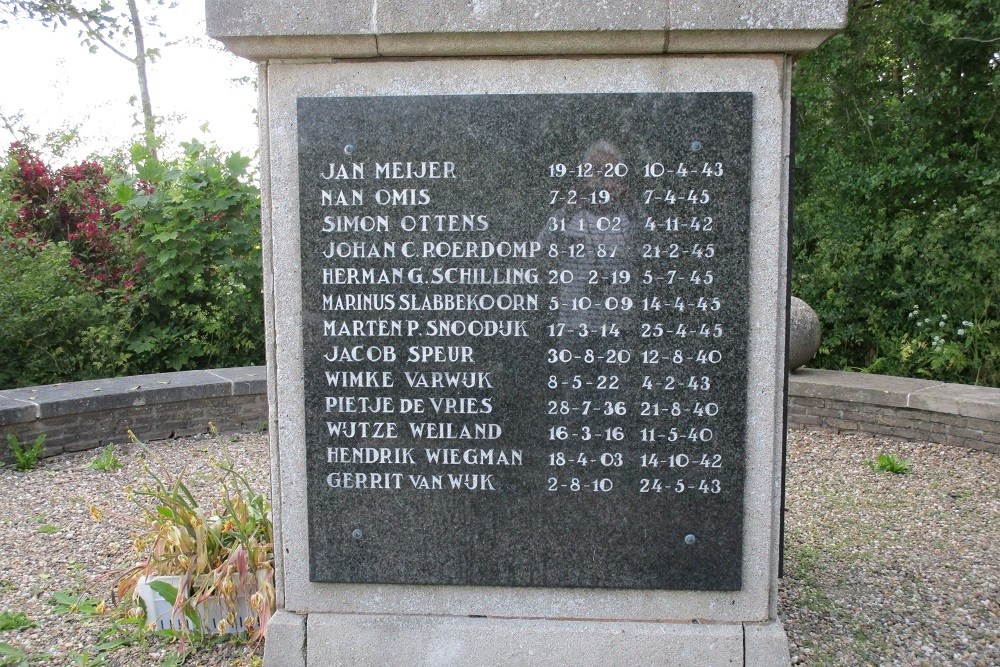 JAN MEIJER 19-12-20 10-4-43
NAN OMIS 7-2-19 7-4-45
SIMON OTTENS 31-1-02 4-11-42
JOHAN C. ROERDOMP 8-12-87 21-2-45
HERMAN G. SCHILLING 20-2-19 5-7-45
MARINUS SLABBEKOORN 5-10-09 14-4-45
MARTEN P. SNOODIJK 17-3-14 25-4-45
JACOB SPEUR 30-8-20 12-8-40
WIMKE VARWIJK 8-5-22 4-2-43
PIETJE DE VRIES 28-7-36 21-8-40
WIJTZE WEILAND 16-3-16 11-5-40
HENDRIK WIEGMAN 18-4-03 14-10-42
GERRIT VAN WIJK 2-8-10 24-5-43